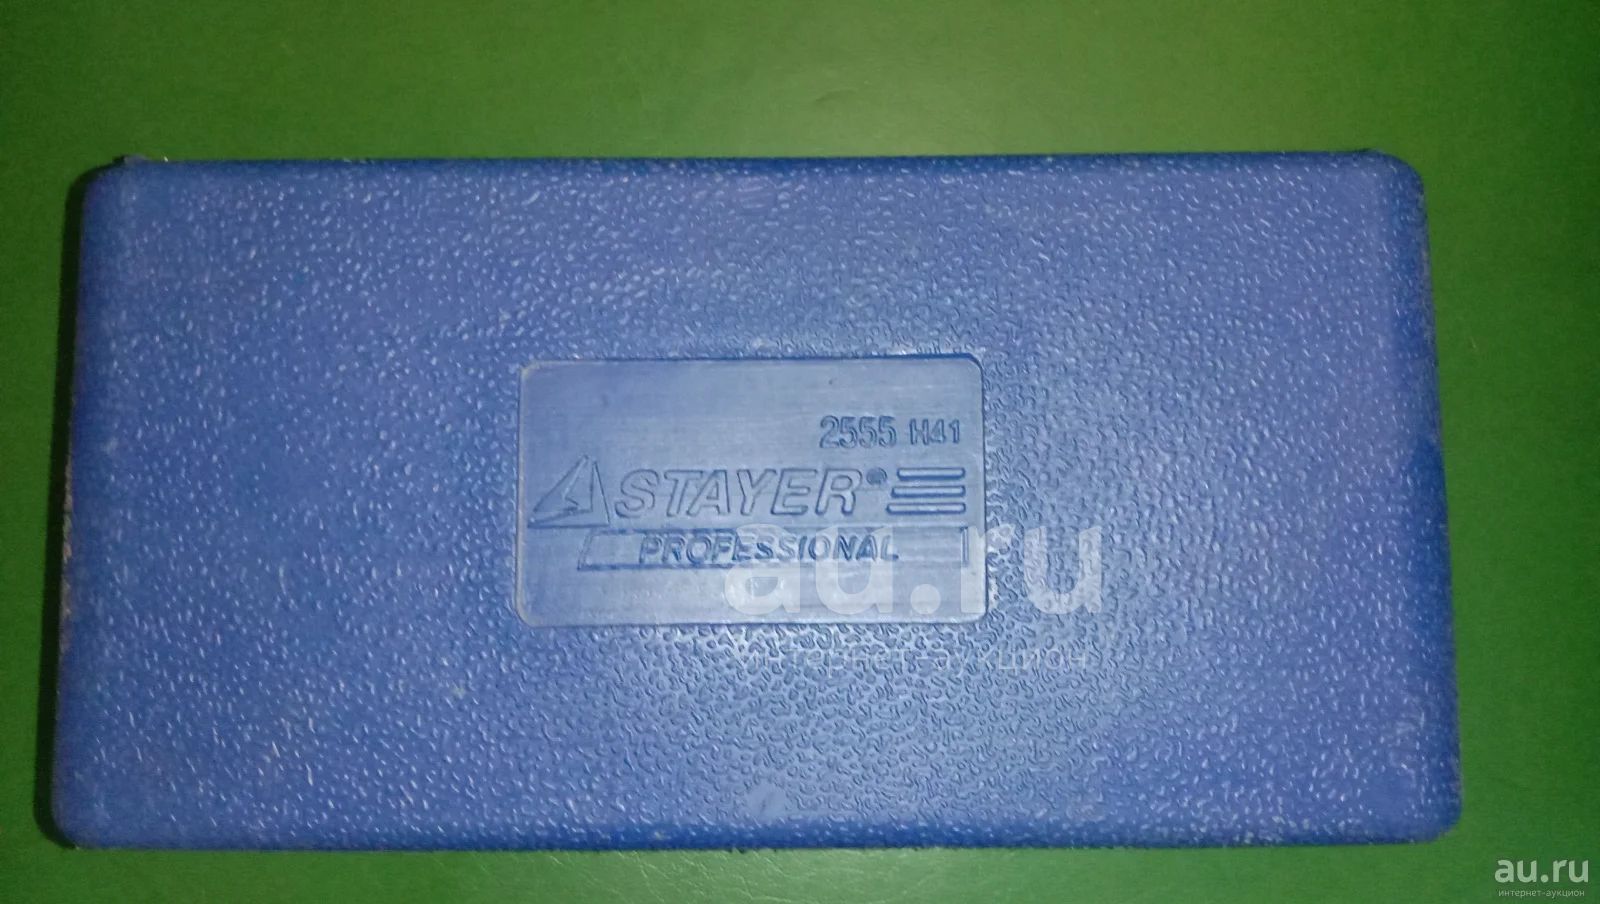 2555 H41
STAYER®
PROFESSIONAL
au.ru
интернет-аукцион
au.ru
интернет-аукцион